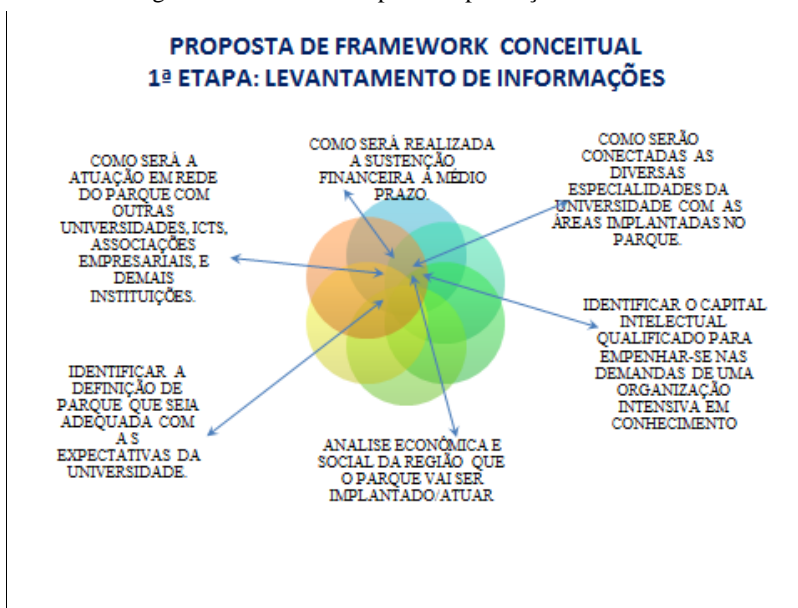 PROPOSTA DE FRAMEWORK CONCEITUAL
1ª ETAPA: LEVANTAMENTO DE INFORMAÇÕES
COMO SERÁ A
ATUAÇÃO EM REDE
DO PARQUE COM
OUTRAS
UNIVERSIDADES, ICTS,
ASSOCIAÇÕES
EMPRESARIAIS, E
DEMAIS
INSTITUIÇÕES.
COMO SERÁ REALIZADA
A SUSTENÇÃO
FINANCEIRA A MÉDIO
PRAZO.
COMO SERÃO
CONECTADAS AS
DIVERSAS
ESPECIALIDADES DA
UNIVERSIDADE COM AS
ÁREAS IMPLANTADAS NO
PARQUE.
IDENTIFICAR O CAPITAL
INTELECTUAL
QUALIFICADO PARA
EMPENHAR-SE NAS
DEMANDAS DE UMA
ORGANIZAÇÃO
INTENSIVA EM
CONHECIMENTO
IDENTIFICAR A
DEFINIÇÃO DE
PARQUE QUE SEJA
ADEQUADA COM
AS
EXPECTATIVAS DA
UNIVERSIDADE.
ANALISE ECONÔMICA E
SOCIAL DA REGIÃO QUE
O PARQUE VAI SER
IMPLANTADO/ATUAR